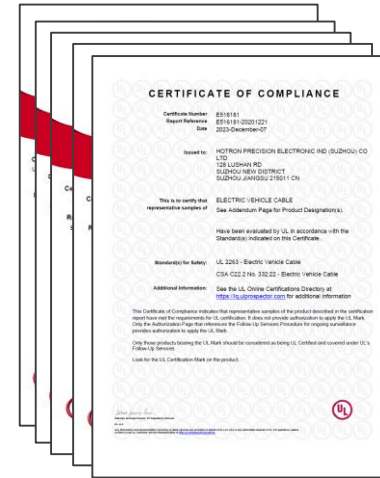 CERTIFICATE OF COMPLIANCE
Certificate Number E516181
Report Reference E516181-20201221
Date 2023-December-07
Issued to: HOTRON PRECISION ELECTRONIC IND (SUZHOU) CO
LTD
128 LUSHAN RD
SUZHOU NEW DISTRICT
SUZHOU JIANGSU 215011 CN
This is to certify that ELECTRIC VEHICLE CABLE
representative samples of See Addendum Page for Product Designation(s).
Have been evaluated by UL in accordance with the
Standard(s) indicated on this Certificate.
Standard(s) for Safety: UL 2263 - Electric Vehicle Cable
CSA C22.2 No. 332:22 - Electric Vehicle Cable
Additional Information: See the UL Online Certifications Directory at
https://iq.ulprospector.com for additional information
This Certificate of Compliance indicates that representative samples of the product described in the certification
report have met the requirements for UL certification. It does not provide authorization to apply the UL Mark.
Only the Authorization Page that references the Follow-Up Services Procedure for ongoing surveillance
provides authorization to apply the UL Mark.
Only those products bearing the UL Mark should be considered as being UL Certified and covered under UL's
Follow-Up Services.
Look for the UL Certification Mark on the product.
UL